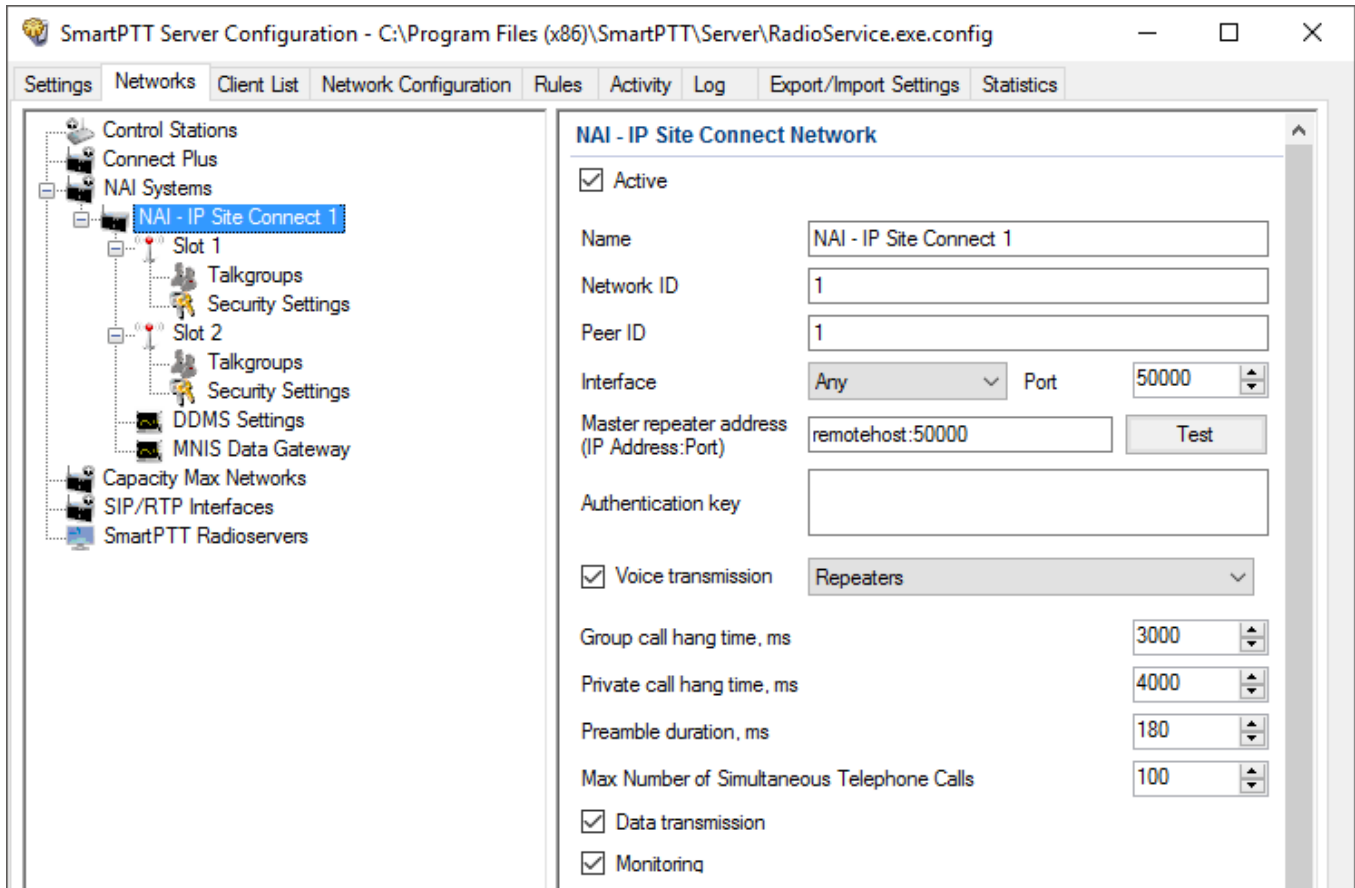 SmartPTT Server Configuration - C:\Program Files (x86)\SmartPTT\Server\RadioService.exe.config
Settings Networks Client List Network Configuration Rules Activity Log Export/Import Settings Statistics
Control Stations
Connect Plus
NAI Systems
NAI - IP Site Connect 1
Slot 1
Talkgroups
Security Settings
Slot 2
Talkgroups
Security Settings
DDMS Settings
MNIS Data Gateway
Capacity Max Networks
SIP/RTP Interfaces
SmartPTT Radioservers
NAI - IP Site Connect Network
Active
Name NAI - IP Site Connect 1
Network ID 1
Peer ID 1
Interface Any Port 50000
Master repeater address
(IP Address:Port) remotehost:50000 Test
Authentication key
Voice transmission Repeaters
Group call hang time, ms 3000
Private call hang time, ms 4000
Preamble duration, ms 180
Max Number of Simultaneous Telephone Calls 100
Data transmission
Monitoring